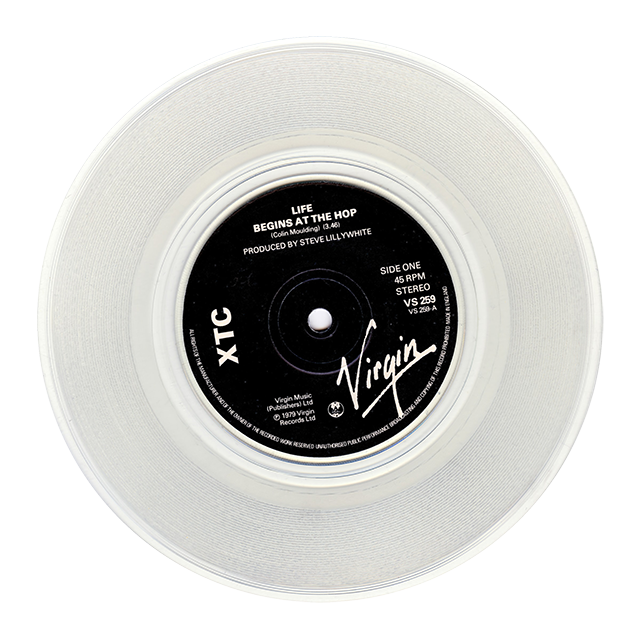 LIFE
BEGINS AT THE HOP
(Colin Moulding) (3.46)
PRODUCED BY STEVE LILLYWHITE
SIDE ONE
45 RPM
STEREO
VS 259
VS 259-A
XTC
Virgin
Virgin Music
(Publishers) Ltd
℗ 1979 Virgin
Records Ltd
ALL RIGHTS OF THE MANUFACTURER AND OF THE OWNER OF THE RECORDED WORK RESERVED UNAUTHORISED PUBLIC PERFORMANCE BROADCASTING AND COPYING OF THIS RECORD PROHIBITED MADE IN ENGLAND